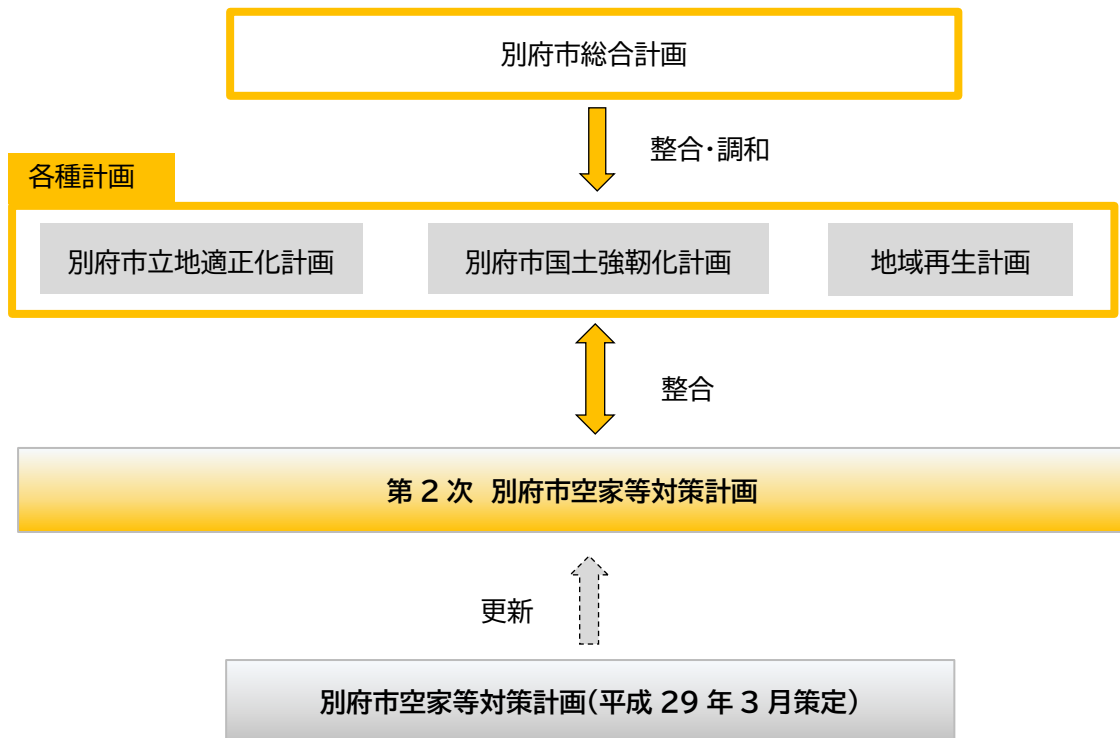 別府市総合計画
整合・調和
各種計画
別府市立地適正化計画
別府市国土強靭化計画
地域再生計画
整合
第2次 別府市空家等対策計画
更新
別府市空家等対策計画(平成 29 年 3 月策定)